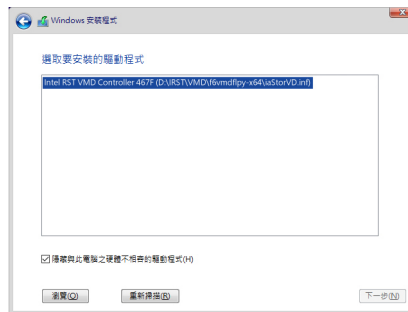 Windows 安裝程式
選取要安裝的驅動程式
Intel RST VMD Controller 467F (D:\IRST\VMD\f6vmdflpy-x64\iaStorVD.inf)
隱藏與此電腦之硬體不相容的驅動程式(H)
瀏覽(O)
重新掃描(R)
下一步(N)